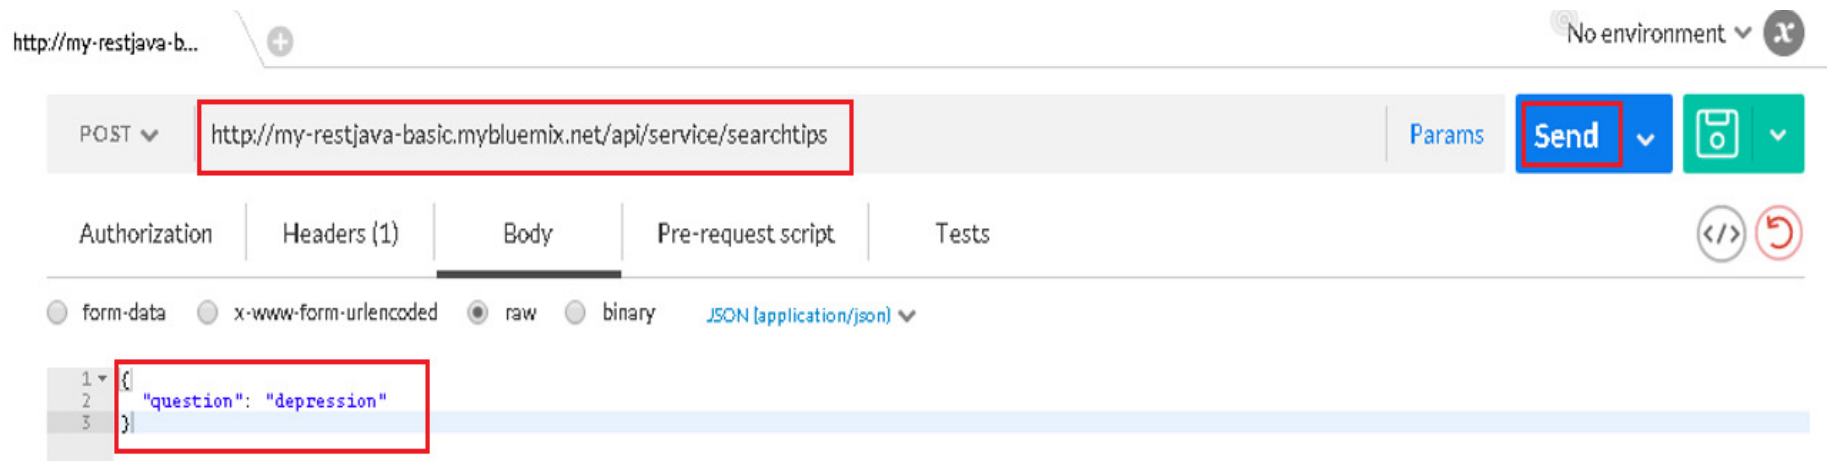 http://my-restjava-b...
No environment
x
POST
http://my-restjava-basic.mybluemix.net/api/service/searchtips
Params
Send
Authorization
Headers (1)
Body
Pre-request script
Tests
</>
form-data
x-www-form-urlencoded
raw
binary
JSON (application/json)
1 {
2 "question": "depression"
3 }